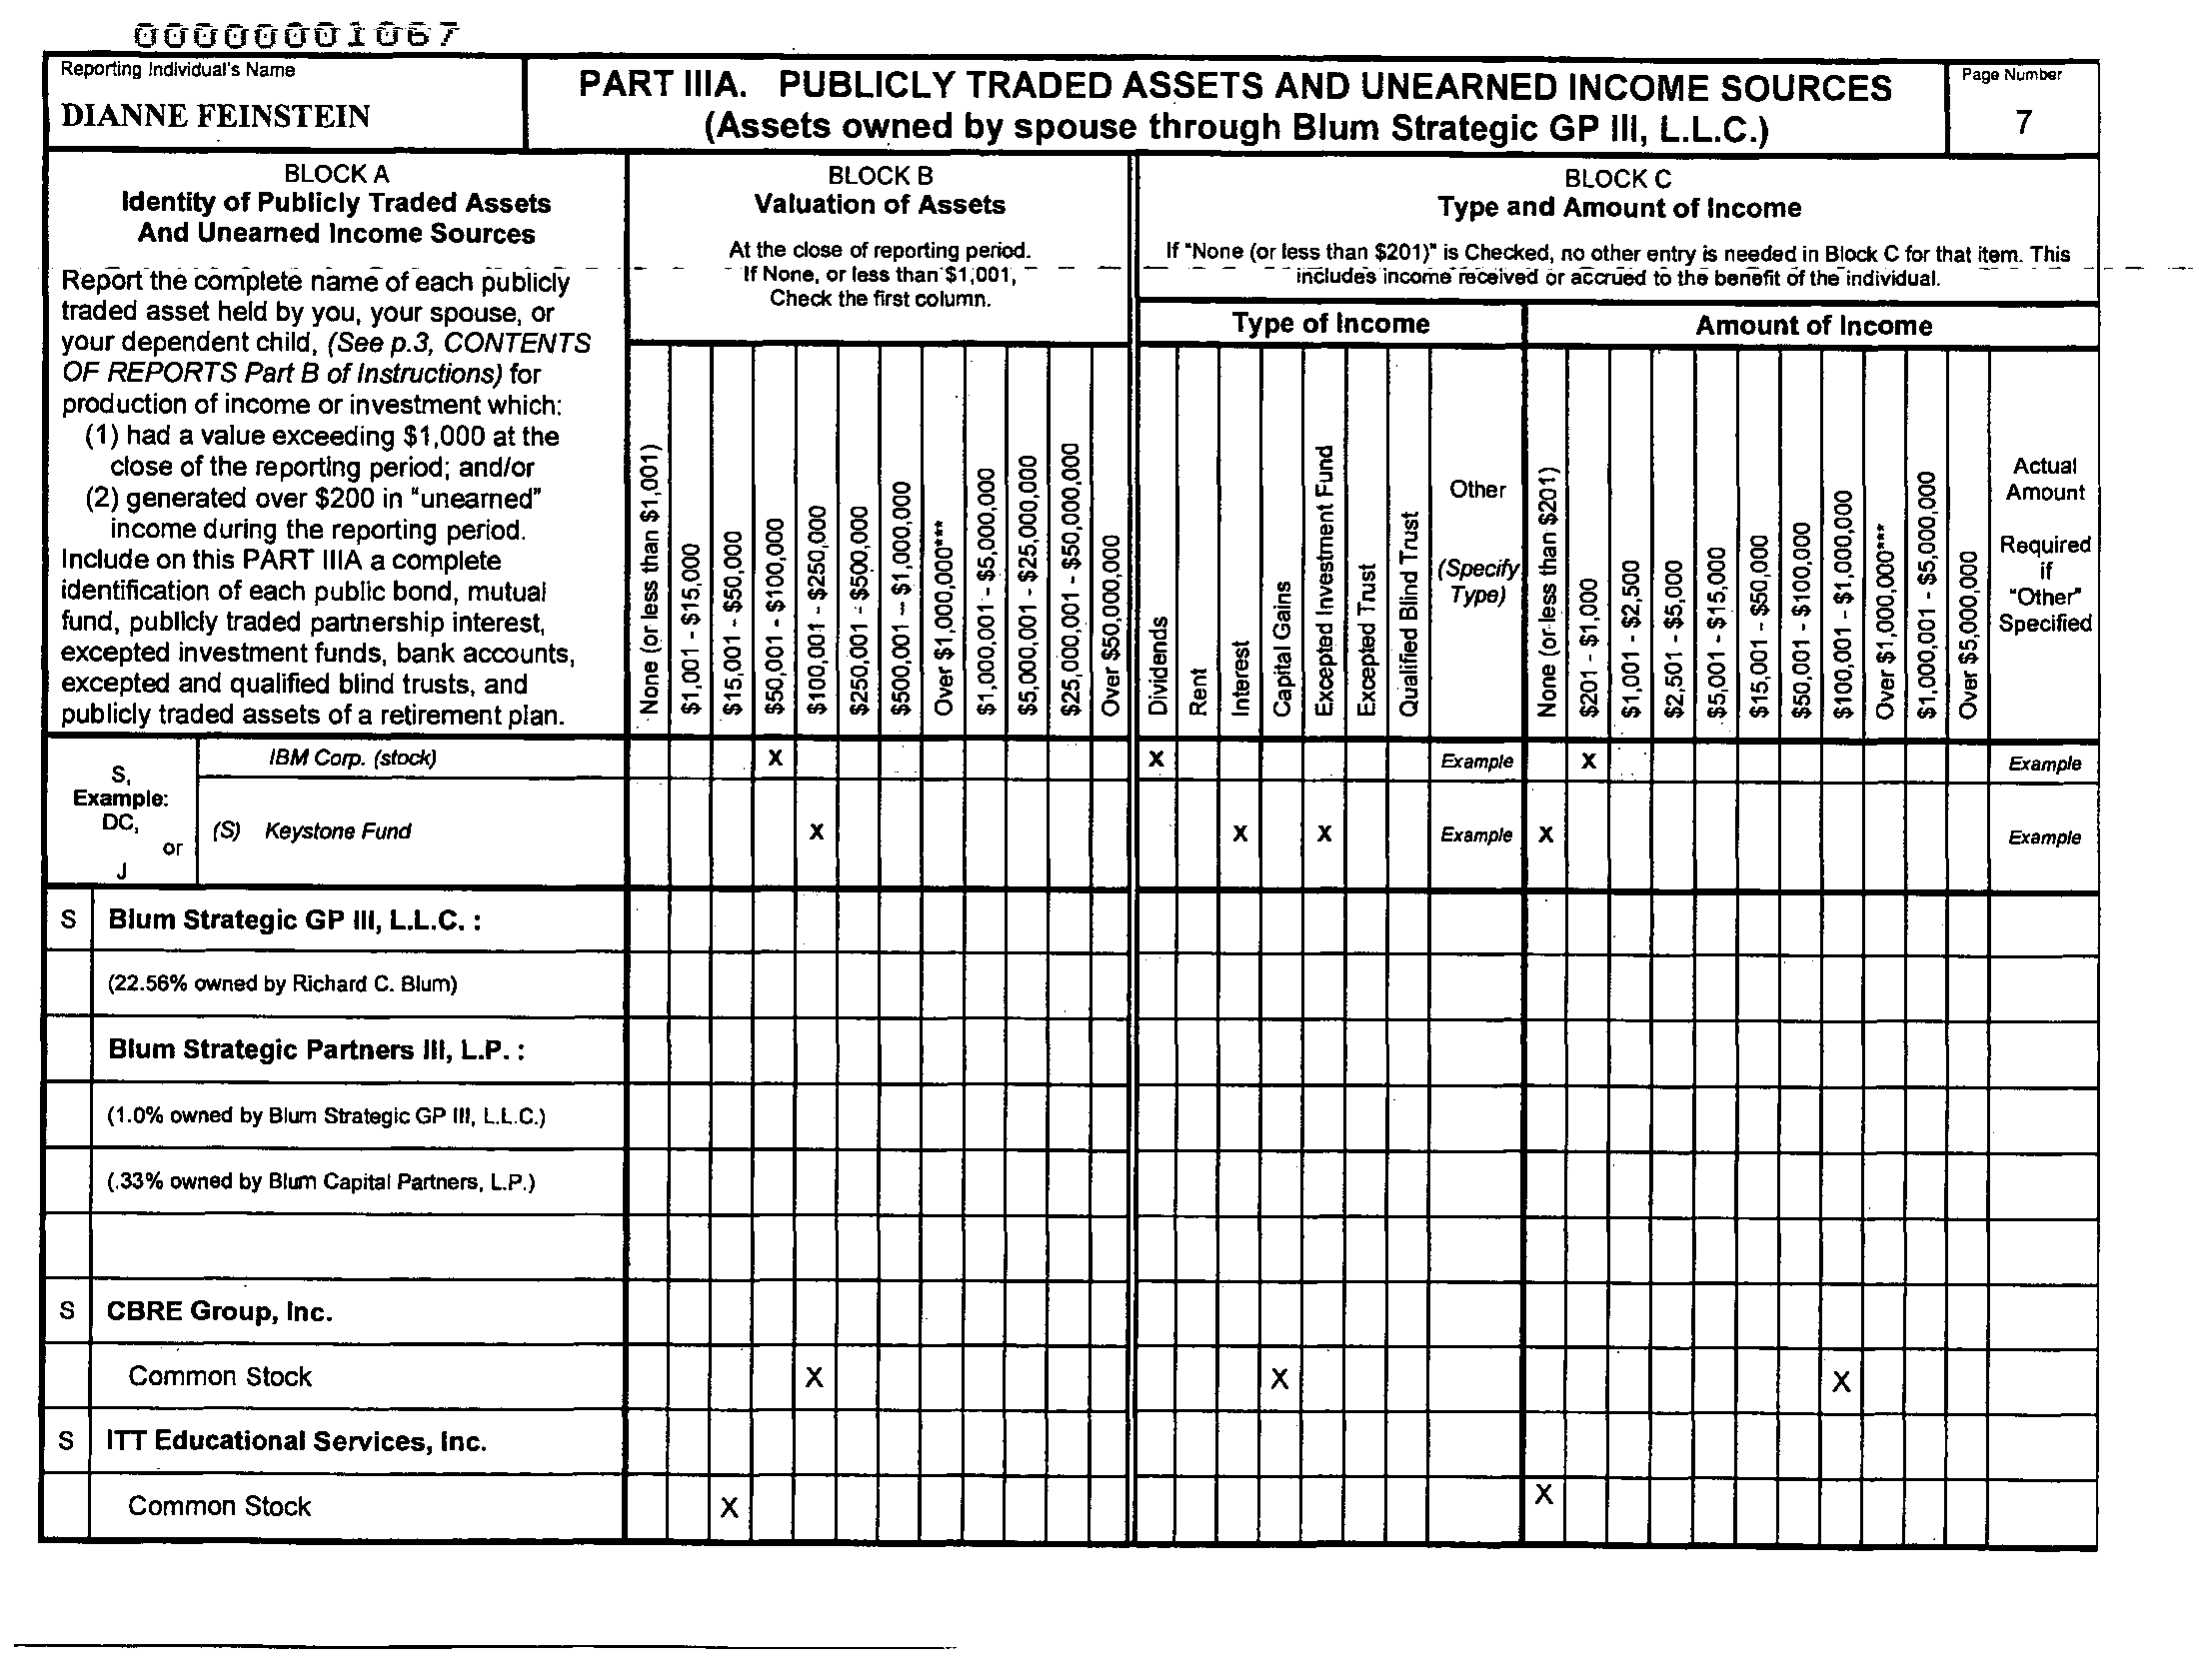 00000001067
Reporting Individual's Name
DIANNE FEINSTEIN
PART IIIA. PUBLICLY TRADED ASSETS AND UNEARNED INCOME SOURCES
(Assets owned by spouse through Blum Strategic GP III, L.L.C.)
Page Number
7
BLOCK A
Identity of Publicly Traded Assets
And Unearned Income Sources
Report the complete name of each publicly
traded asset held by you, your spouse, or
your dependent child, (See p.3, CONTENTS
OF REPORTS Part B of Instructions) for
production of income or investment which:
(1) had a value exceeding $1,000 at the
close of the reporting period; and/or
(2) generated over $200 in "unearned"
income during the reporting period.
Include on this PART IIIA a complete
identification of each public bond, mutual
fund, publicly traded partnership interest,
excepted investment funds, bank accounts,
excepted and qualified blind trusts, and
publicly traded assets of a retirement plan.
BLOCK B
Valuation of Assets
At the close of reporting period.
If None, or less than $1,001,
Check the first column.
None (or less than $1,001)
$1,001 - $15,000
$15,001 - $50,000
$50,001 - $100,000
$100,001 - $250,000
$250,001 - $500,000
$500,001 - $1,000,000
Over $1,000,000***
$1,000,001 - $5,000,000
$5,000,001 - $25,000,000
$25,000,001 - $50,000,000
Over $50,000,000
BLOCK C
Type and Amount of Income
If "None (or less than $201)" is Checked, no other entry is needed in Block C for that item. This
includes income received or accrued to the benefit of the individual.
Type of Income
Dividends
Rent
Interest
Capital Gains
Excepted Investment Fund
Excepted Trust
Qualified Blind Trust
Other
(Specify
Type)
Amount of Income
None (or less than $201)
$201 - $1,000
$1,001 - $2,500
$2,501 - $5,000
$5,001 - $15,000
$15,001 - $50,000
$50,001 - $100,000
$100,001 - $1,000,000
Over $1,000,000***
$1,000,001 - $5,000,000
Over $5,000,000
Actual
Amount
Required
if
"Other"
Specified
S,
Example:
DC,
or
J
IBM Corp. (stock) X X Example X Example
(S) Keystone Fund X X X Example X Example
S Blum Strategic GP III, L.L.C. :
(22.56% owned by Richard C. Blum)
Blum Strategic Partners III, L.P. :
(1.0% owned by Blum Strategic GP III, L.L.C.)
(.33% owned by Blum Capital Partners, L.P.)
S CBRE Group, Inc.
Common Stock X X X
S ITT Educational Services, Inc.
Common Stock X X